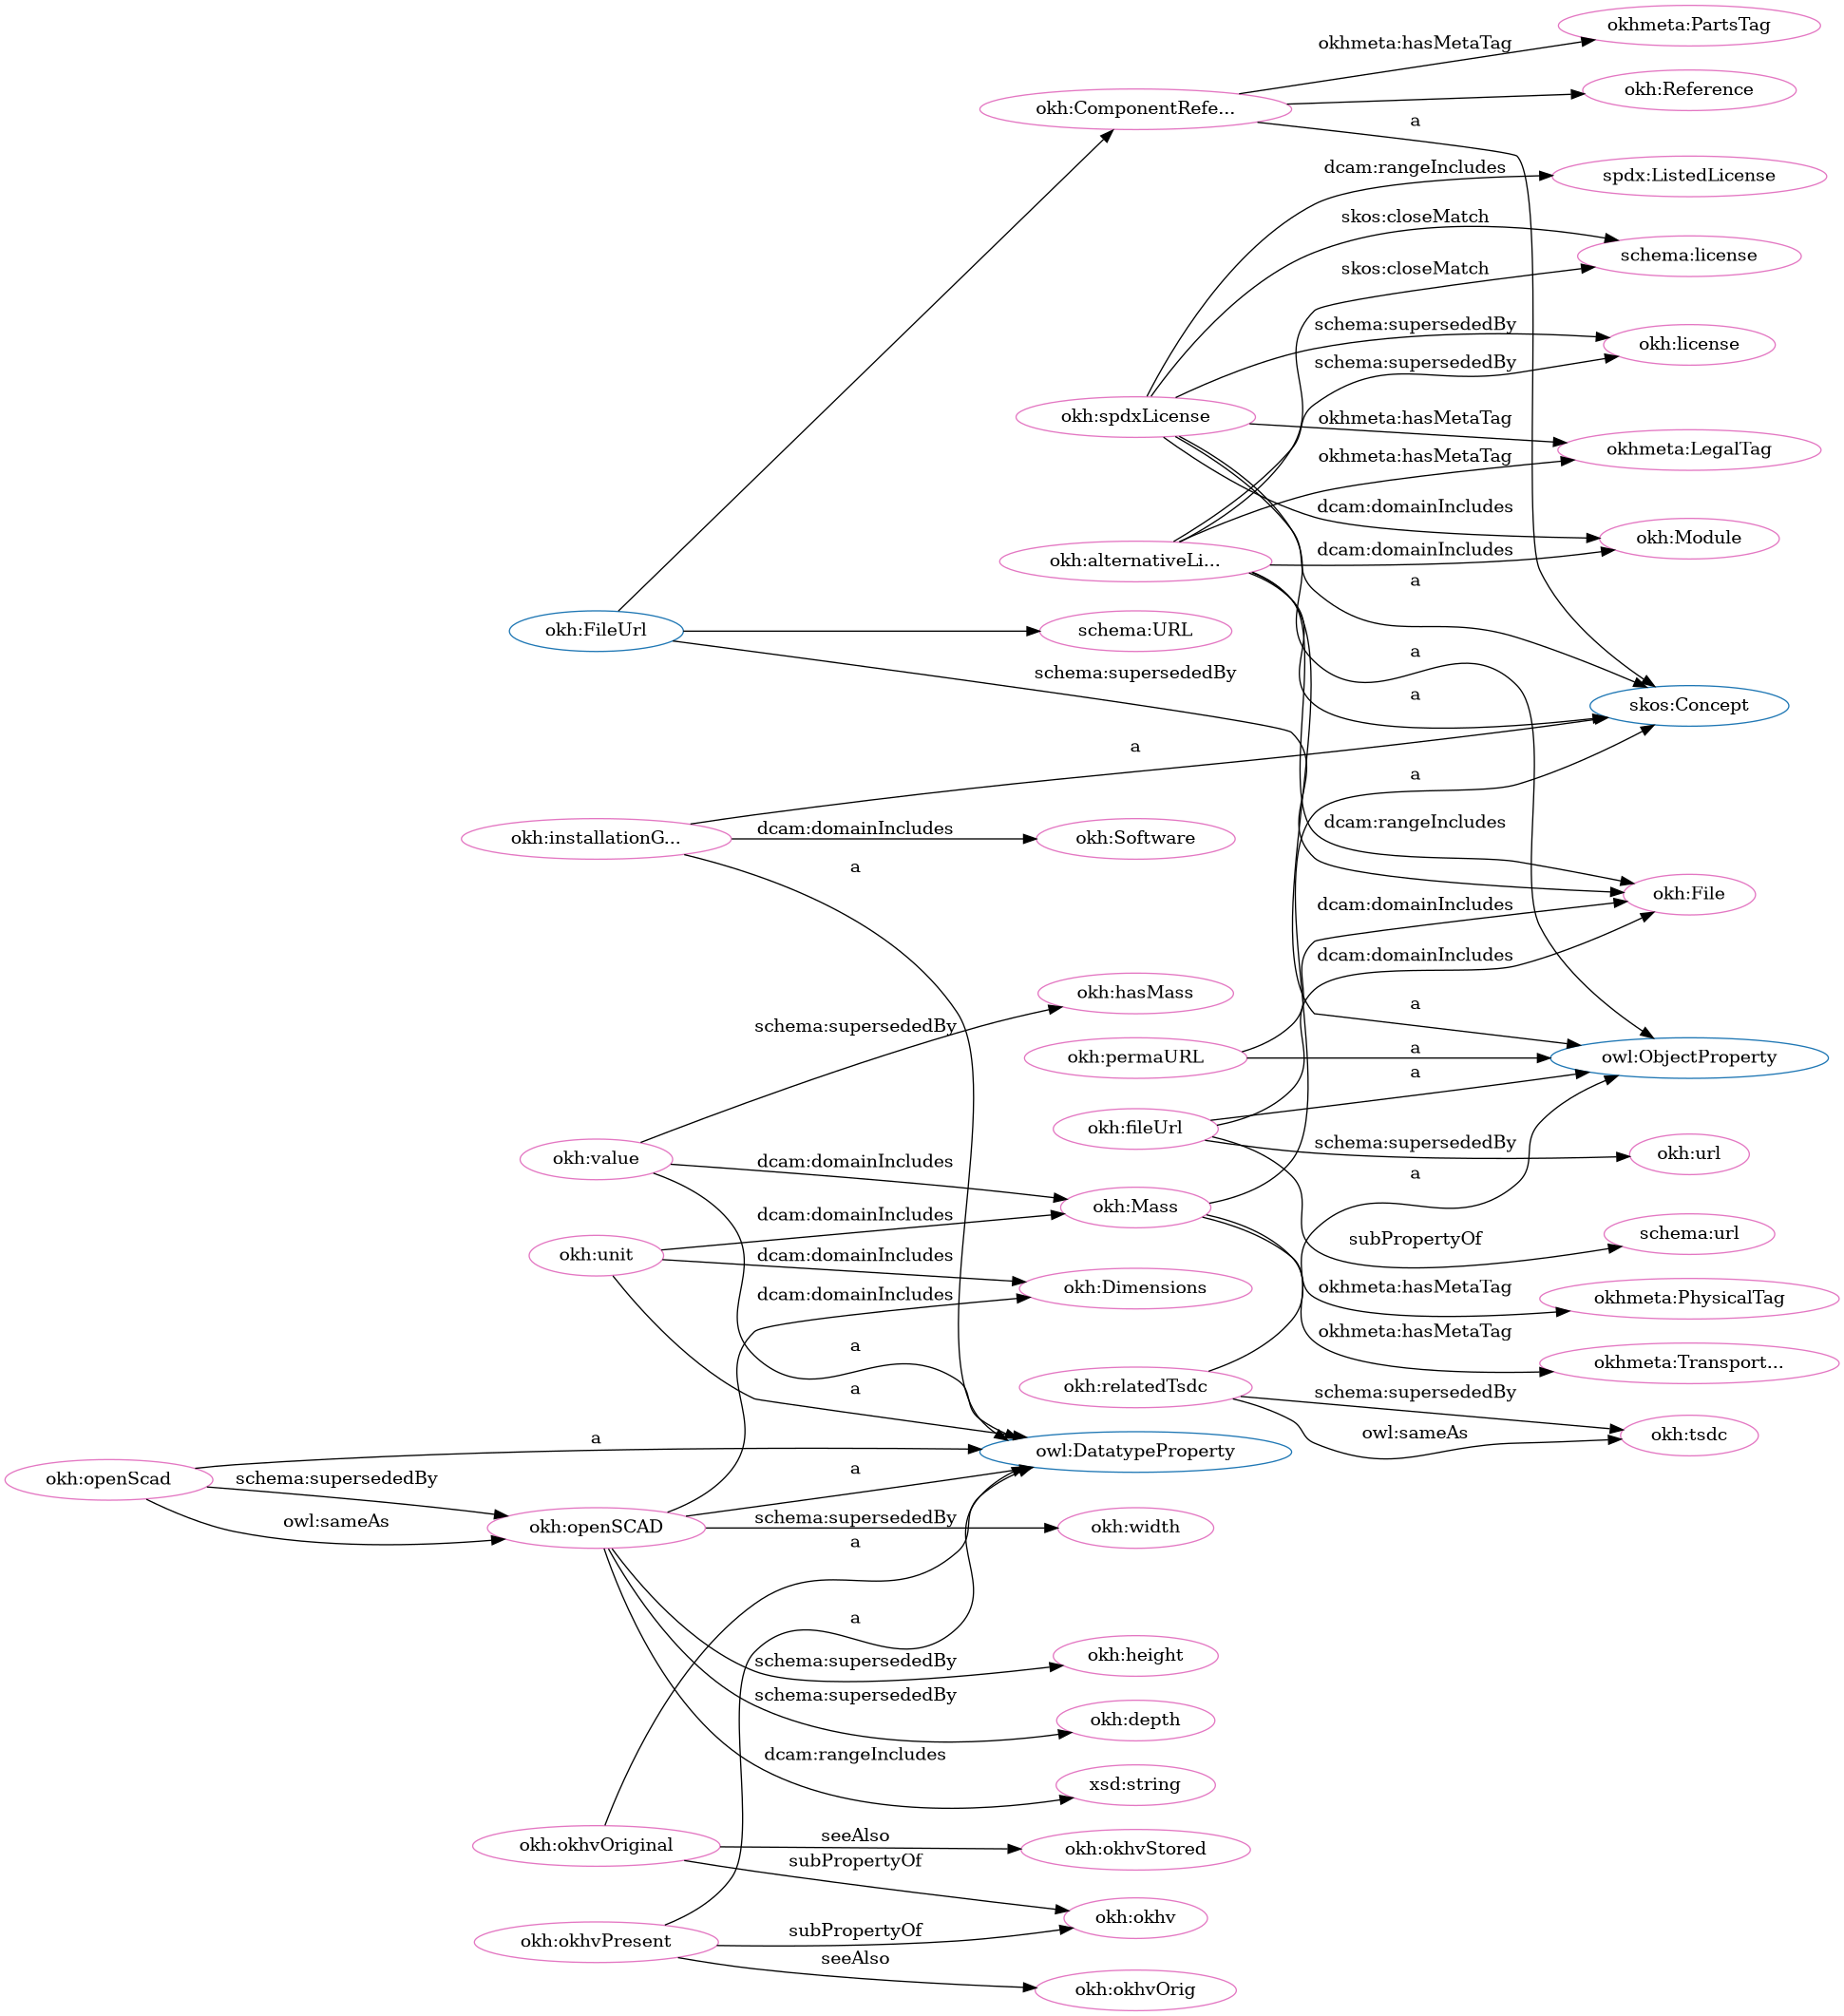 okhmeta:PartsTag
okhmeta:hasMetaTag
okh:Reference
okh:ComponentRefe...
a
dcam:rangeIncludes
spdx:ListedLicense
skos:closeMatch
schema:license
skos:closeMatch
schema:supersededBy
okh:license
schema:supersededBy
okh:spdxLicense
okhmeta:hasMetaTag
okhmeta:LegalTag
okhmeta:hasMetaTag
dcam:domainIncludes
okh:Module
dcam:domainIncludes
okh:alternativeLi...
a
okh:FileUrl
schema:URL
a
schema:supersededBy
a
skos:Concept
a
a
okh:installationG...
dcam:domainIncludes
okh:Software
a
dcam:rangeIncludes
okh:File
dcam:domainIncludes
dcam:domainIncludes
okh:hasMass
a
schema:supersededBy
okh:permaURL
a
owl:ObjectProperty
a
okh:fileUrl
schema:supersededBy
okh:url
okh:value
dcam:domainIncludes
a
okh:Mass
dcam:domainIncludes
subPropertyOf
schema:url
okh:unit
dcam:domainIncludes
okh:Dimensions
dcam:domainIncludes
okhmeta:hasMetaTag
okhmeta:PhysicalTag
okhmeta:hasMetaTag
a
okhmeta:Transport...
okh:relatedTsdc
schema:supersededBy
a
owl:sameAs
okh:tsdc
a
owl:DatatypeProperty
okh:openScad
schema:supersededBy
a
owl:sameAs
okh:openSCAD
schema:supersededBy
okh:width
a
a
okh:height
schema:supersededBy
schema:supersededBy
okh:depth
dcam:rangeIncludes
xsd:string
okh:okhvOriginal
seeAlso
okh:okhvStored
subPropertyOf
okh:okhv
okh:okhvPresent
subPropertyOf
seeAlso
okh:okhvOrig